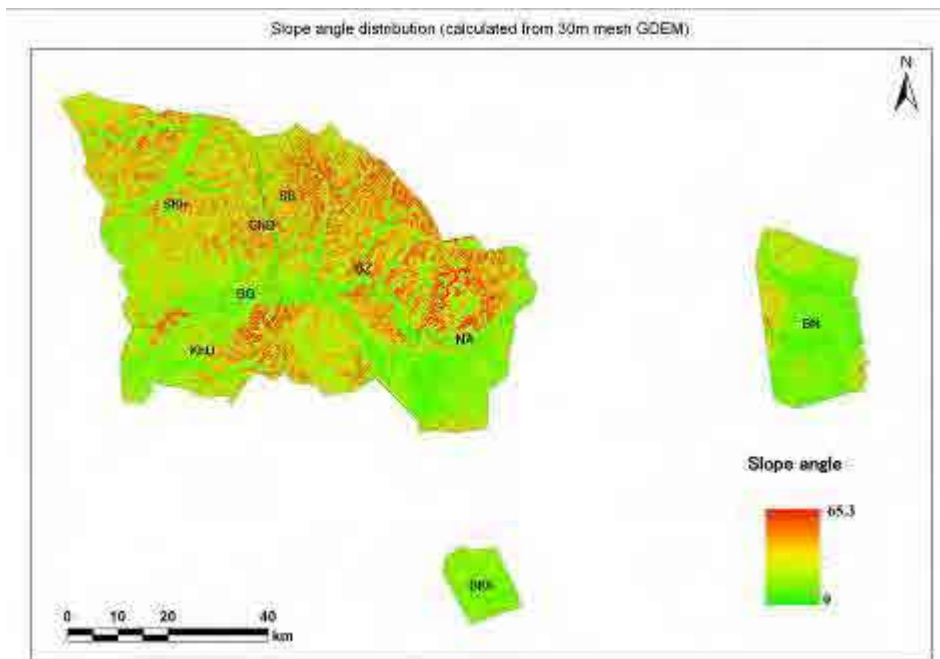 Slope angle distribution (calculated from 30m mesh GDEM)
N
SB
SKh
BZ
BG
BN
NA
KhU
Slope angle
65.3
0
BKh
0 10 20 40
km